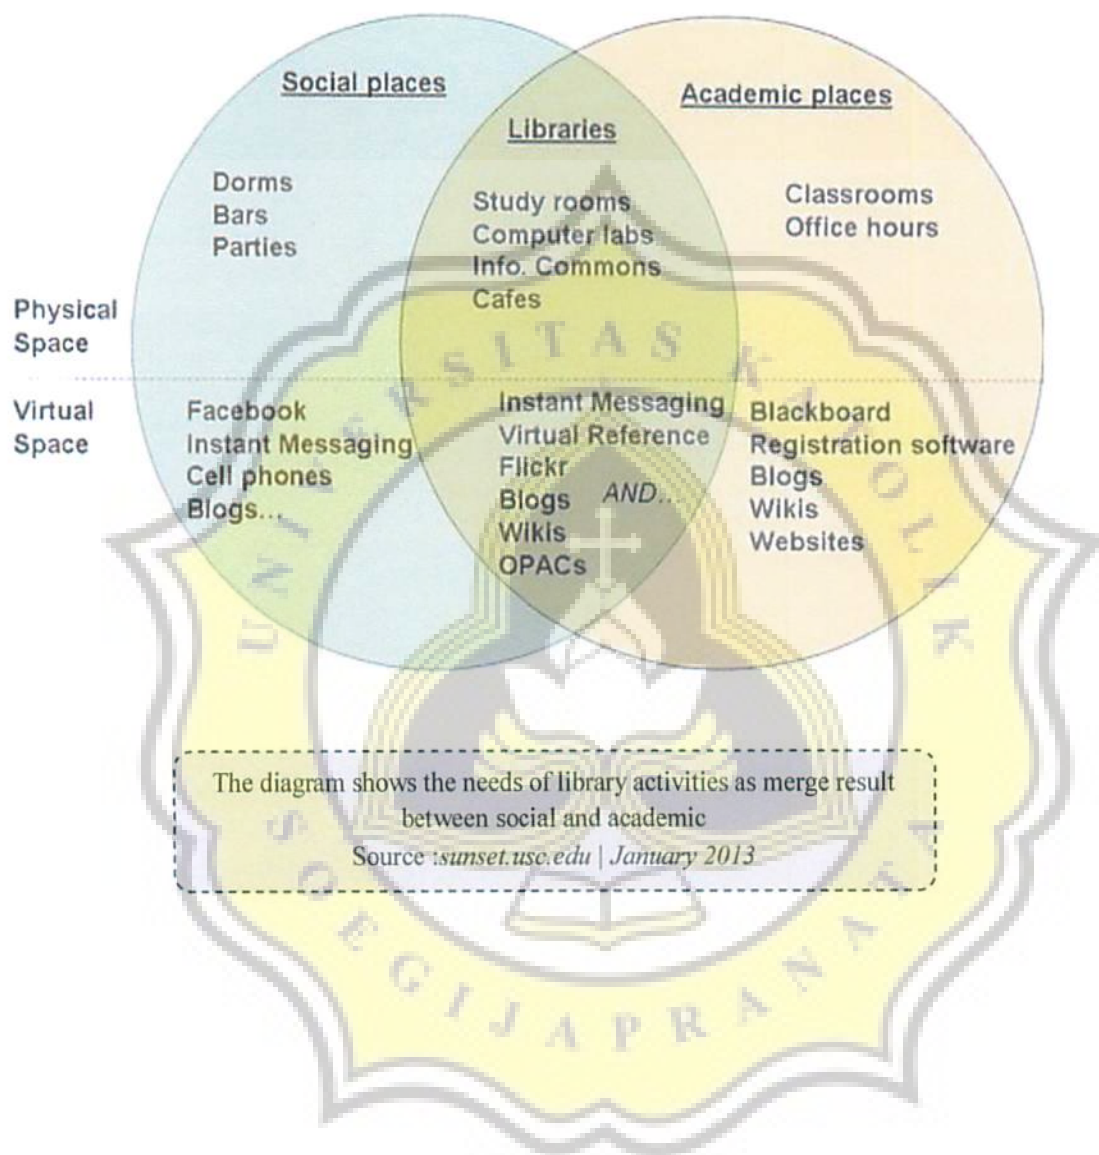 Social places
Academic places
Libraries
Dorms
Bars
Parties
Study rooms
Computer labs
Info. Commons
Cafes
Classrooms
Office hours
Physical
Space
Virtual
Space
Facebook
Instant Messaging
Cell phones
Blogs...
Instant Messaging
Virtual Reference
Flickr
Blogs AND...
Wikis
OPACs
Blackboard
Registration software
Blogs
Wikis
Websites
UNIVERSITAS KATOLIK
The diagram shows the needs of library activities as merge result
between social and academic
Source :sunset.usc.edu | January 2013
SOEGIJAPRANATA